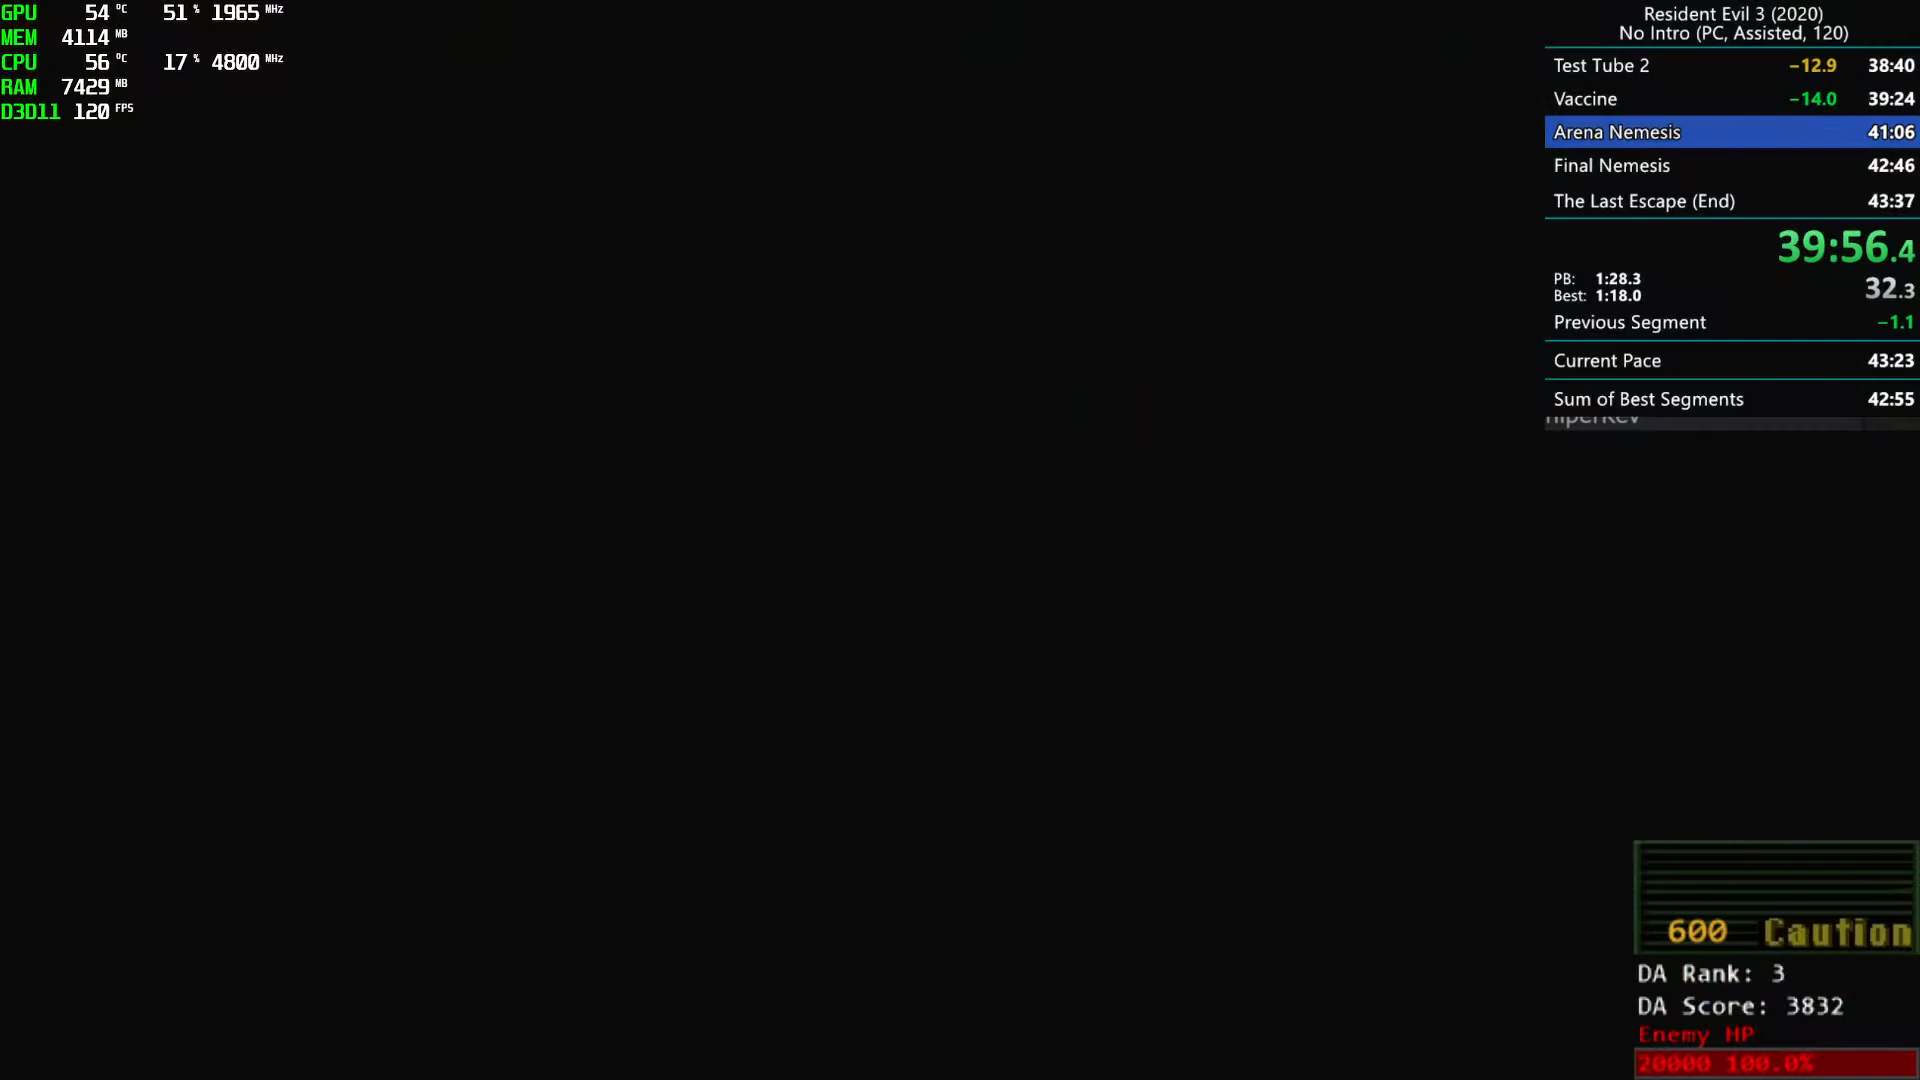 GPU 54 °C 51 % 1965 MHz
MEM 4114 MB
CPU 56 °C 17 % 4800 MHz
RAM 7429 MB
D3D11 120 FPS
Resident Evil 3 (2020)
No Intro (PC, Assisted, 120)
Test Tube 2 −12.9 38:40
Vaccine −14.0 39:24
Arena Nemesis 41:06
Final Nemesis 42:46
The Last Escape (End) 43:37
39:56.4
PB: 1:28.3 32.3
Best: 1:18.0
Previous Segment −1.1
Current Pace 43:23
Sum of Best Segments 42:55
600 Caution
DA Rank: 3
DA Score: 3832
Enemy HP
20000 100.0%